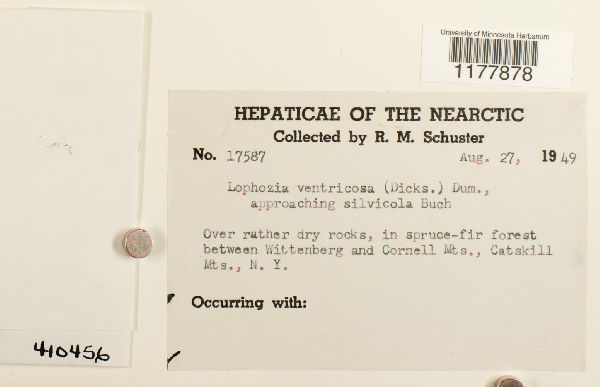 University of Minnesota Herbarium
1177878
HEPATICAE OF THE NEARCTIC
Collected by R. M. Schuster
No. 17587 Aug. 27, 1949
Lophozia ventricosa (Dicks.) Dum.,
approaching silvicola Buch
Over rather dry rocks, in spruce-fir forest
between Wittenberg and Cornell Mts., Catskill
Mts., N. Y.
Occurring with:
410456